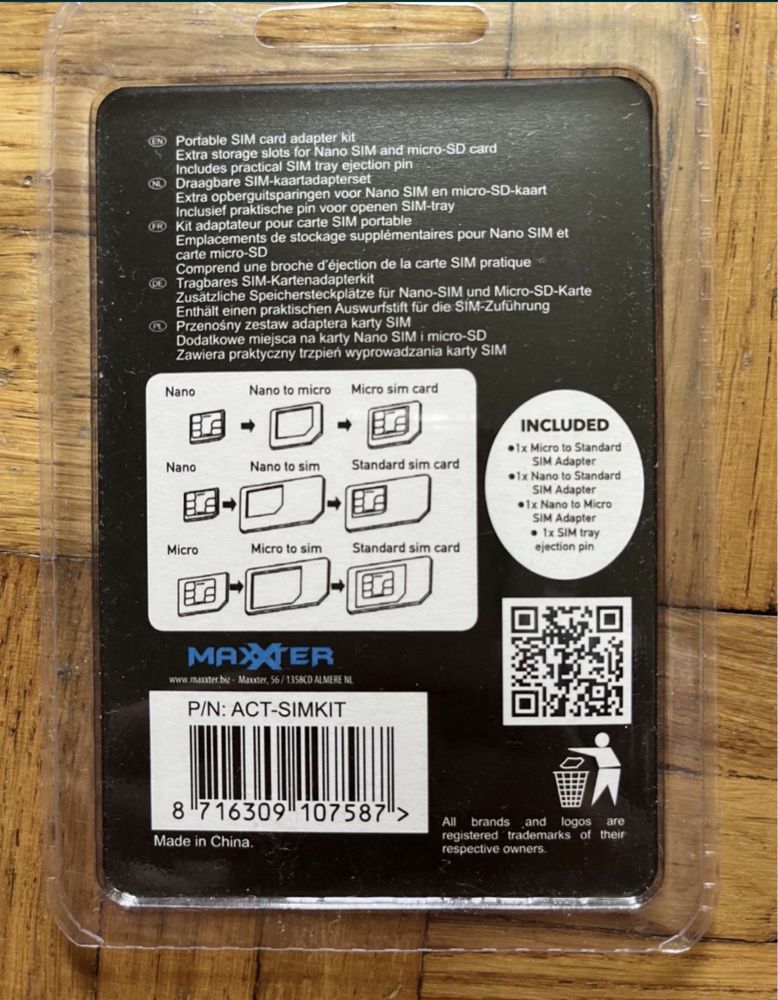 EN Portable SIM card adapter kit
Extra storage slots for Nano SIM and micro-SD card
Includes practical SIM tray ejection pin
NL Draagbare SIM-kaartadapterset
Extra opberguitsparingen voor Nano SIM en micro-SD-kaart
Inclusief praktische pin voor openen SIM-tray
FR Kit adaptateur pour carte SIM portable
Emplacements de stockage supplémentaires pour Nano SIM et
carte micro-SD
Comprend une broche d'éjection de la carte SIM pratique
DE Tragbares SIM-Kartenadapterkit
Zusätzliche Speichersteckplätze für Nano-SIM und Micro-SD-Karte
Enthält einen praktischen Auswurfstift für die SIM-Zuführung
PL Przenośny zestaw adaptera karty SIM
Dodatkowe miejsca na karty Nano SIM i micro-SD
Zawiera praktyczny trzpień wyprowadzania karty SIM
Nano Nano to micro Micro sim card
Nano Nano to sim Standard sim card
Micro Micro to sim Standard sim card
INCLUDED
•1x Micro to Standard
SIM Adapter
•1x Nano to Standard
SIM Adapter
•1x Nano to Micro
SIM Adapter
• 1x SIM tray
ejection pin
MAXXTER
www.maxxter.biz - Maxxter, 56 / 1358CD ALMERE NL
P/N: ACT-SIMKIT
8 716309 107587 >
Made in China.
All brands and logos are
registered trademarks of their
respective owners.